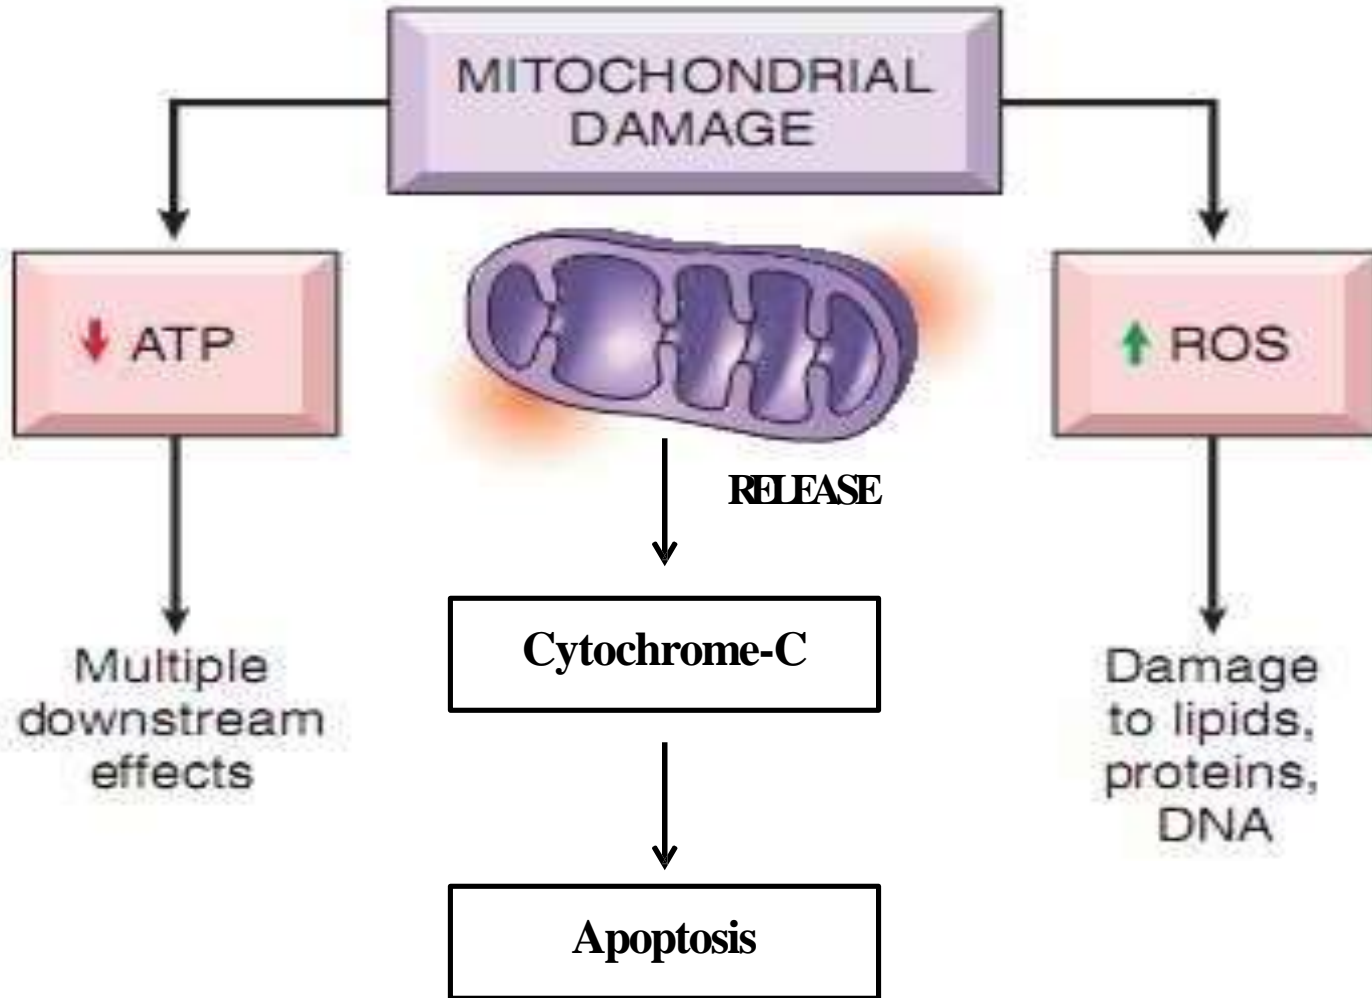 MITOCHONDRIAL
DAMAGE
ATP
ROS
RELEASE
Multiple
downstream
effects
Cytochrome-C
Damage
to lipids,
proteins,
DNA
Apoptosis